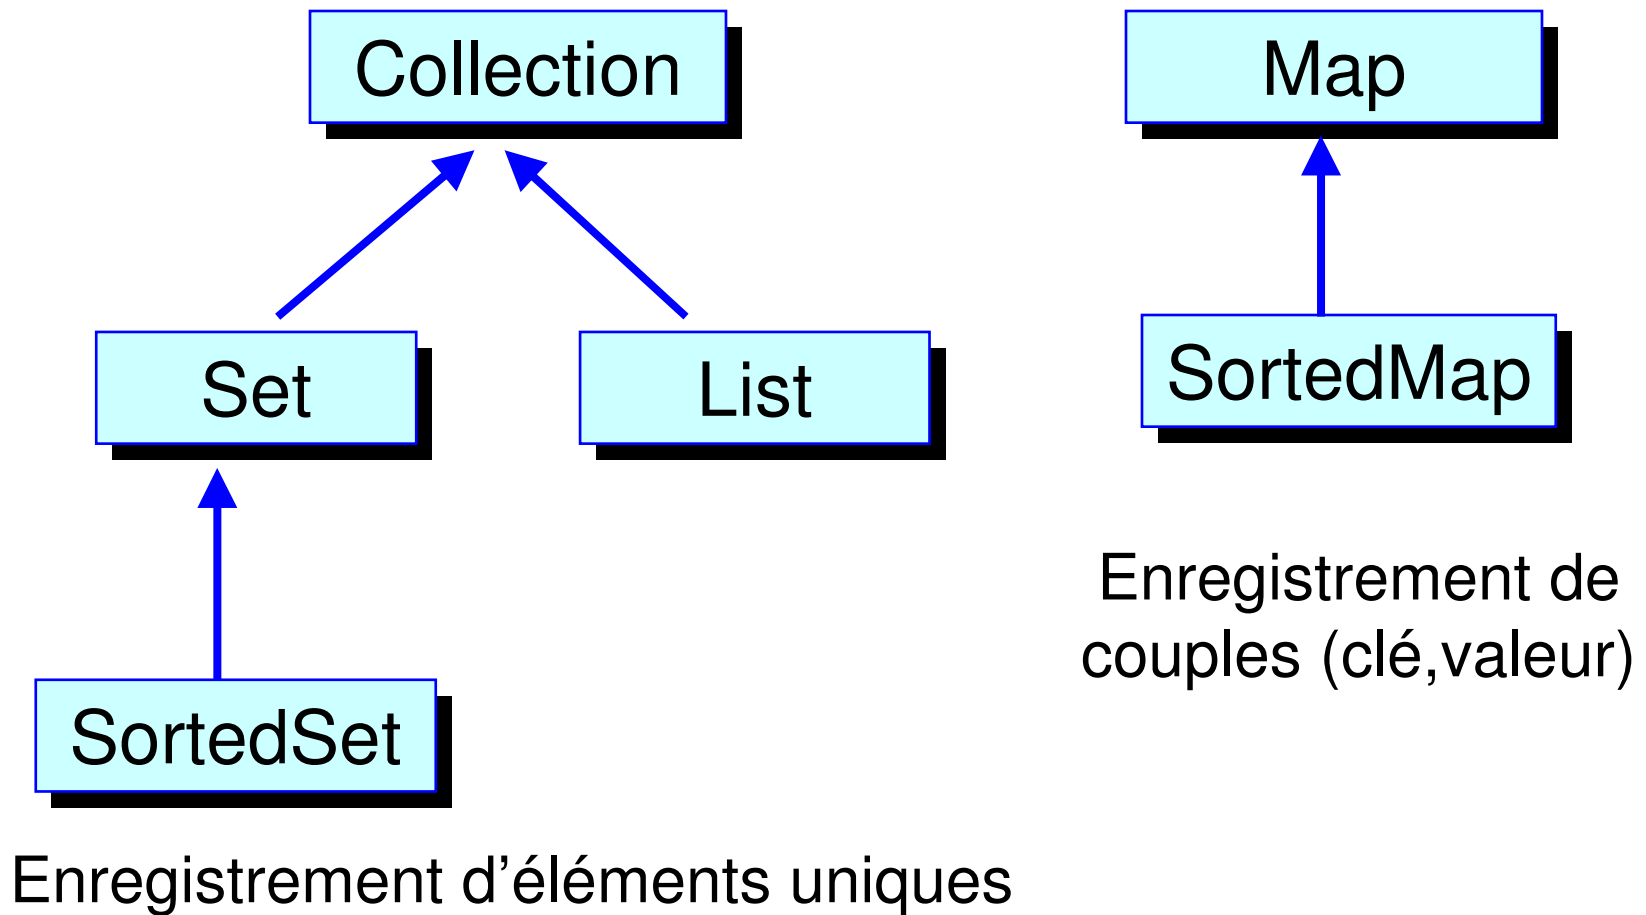 Collection
Map
Set
List
SortedMap
SortedSet
Enregistrement de
couples (clé,valeur)
Enregistrement d’éléments uniques